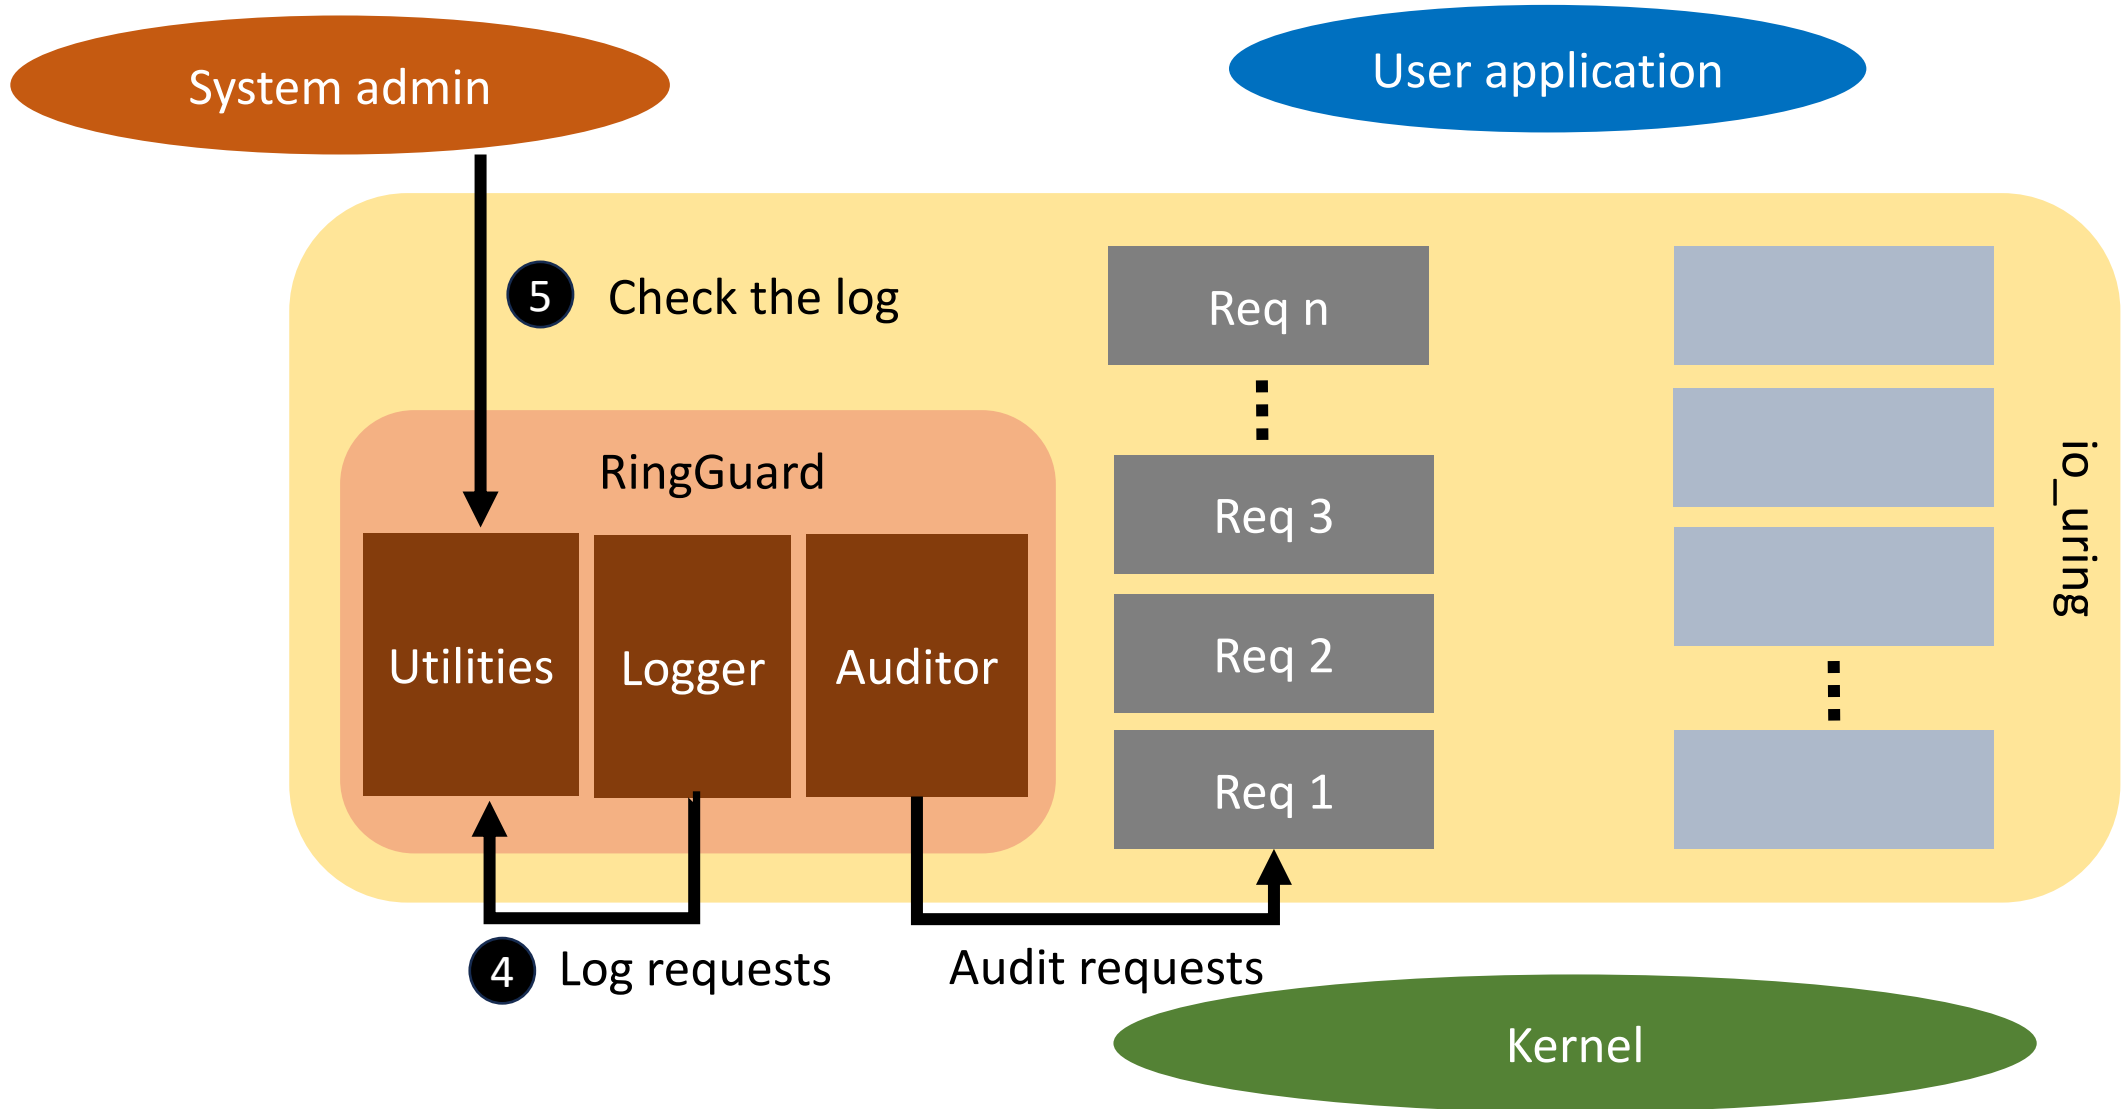 System admin
User application
5
Check the log
Req n
RingGuard
Req 3
io_uring
Utilities
Logger
Auditor
Req 2
Req 1
4
Log requests
Audit requests
Kernel